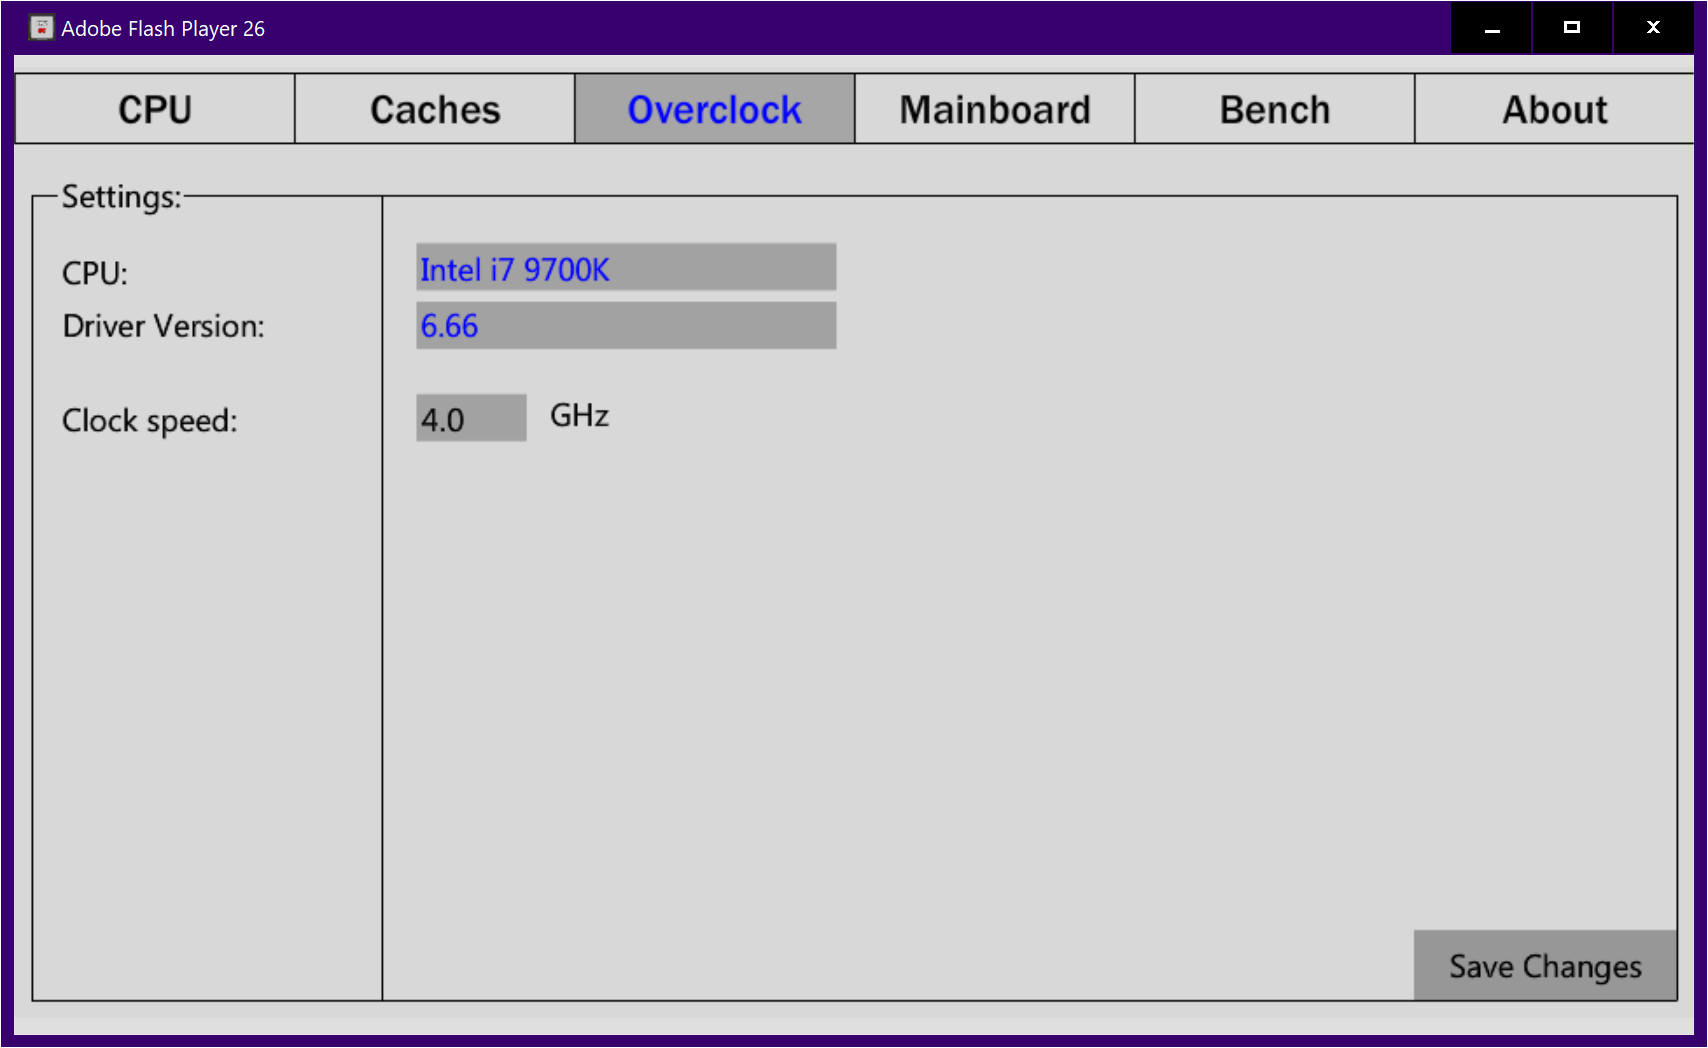 Adobe Flash Player 26
CPU Caches Overclock Mainboard Bench About
Settings:
CPU: Intel i7 9700K
Driver Version: 6.66
Clock speed: 4.0 GHz
Save Changes